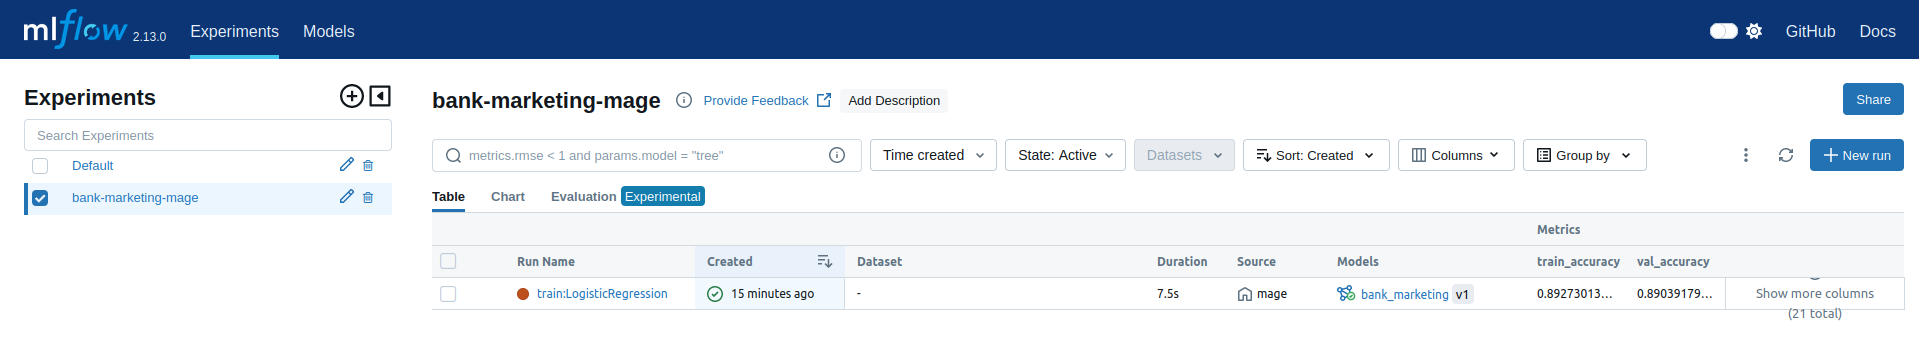 mlflow 2.13.0 Experiments Models GitHub Docs
Experiments
Search Experiments
Default
bank-marketing-mage
bank-marketing-mage Provide Feedback Add Description Share
metrics.rmse < 1 and params.model = "tree" Time created State: Active Datasets Sort: Created Columns Group by New run
Table Chart Evaluation Experimental
Metrics
Run Name Created Dataset Duration Source Models train_accuracy val_accuracy
train:LogisticRegression 15 minutes ago - 7.5s mage bank_marketing v1 0.89273013... 0.89039179... Show more columns
(21 total)